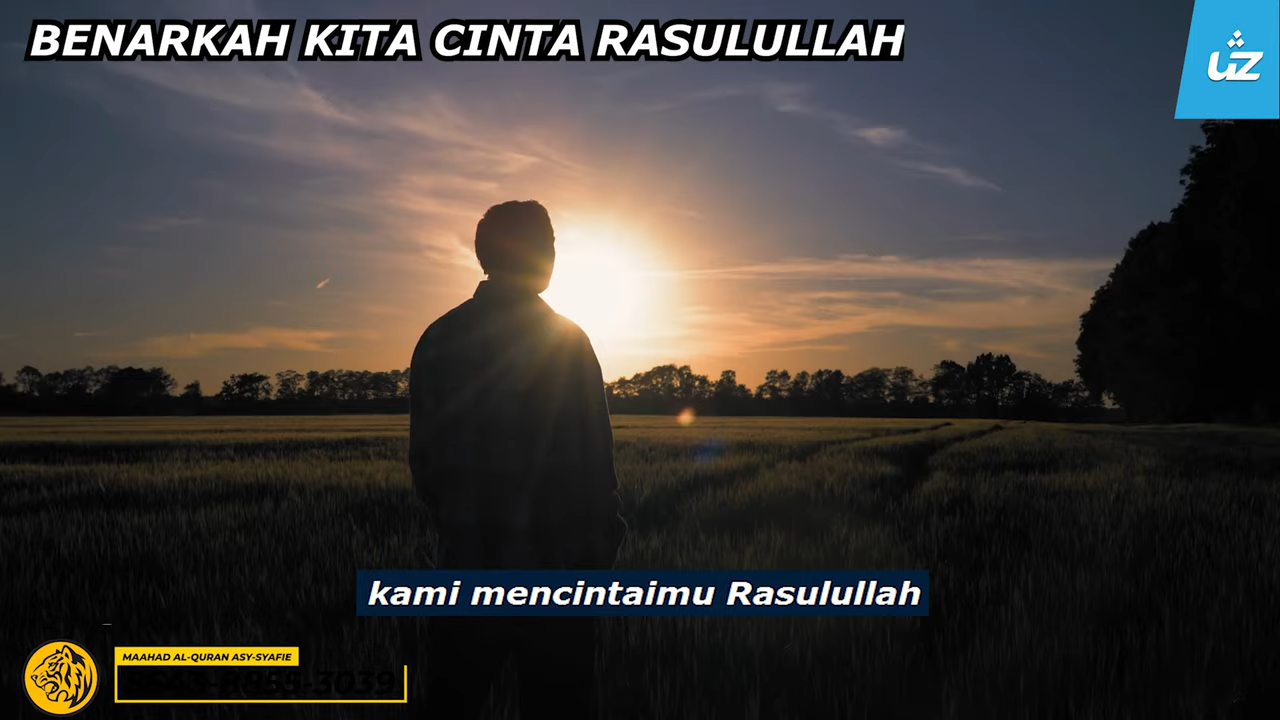 BENARKAH KITA CINTA RASULULLAH
kami mencintaimu Rasulullah
MAAHAD AL-QURAN ASY-SYAFIE